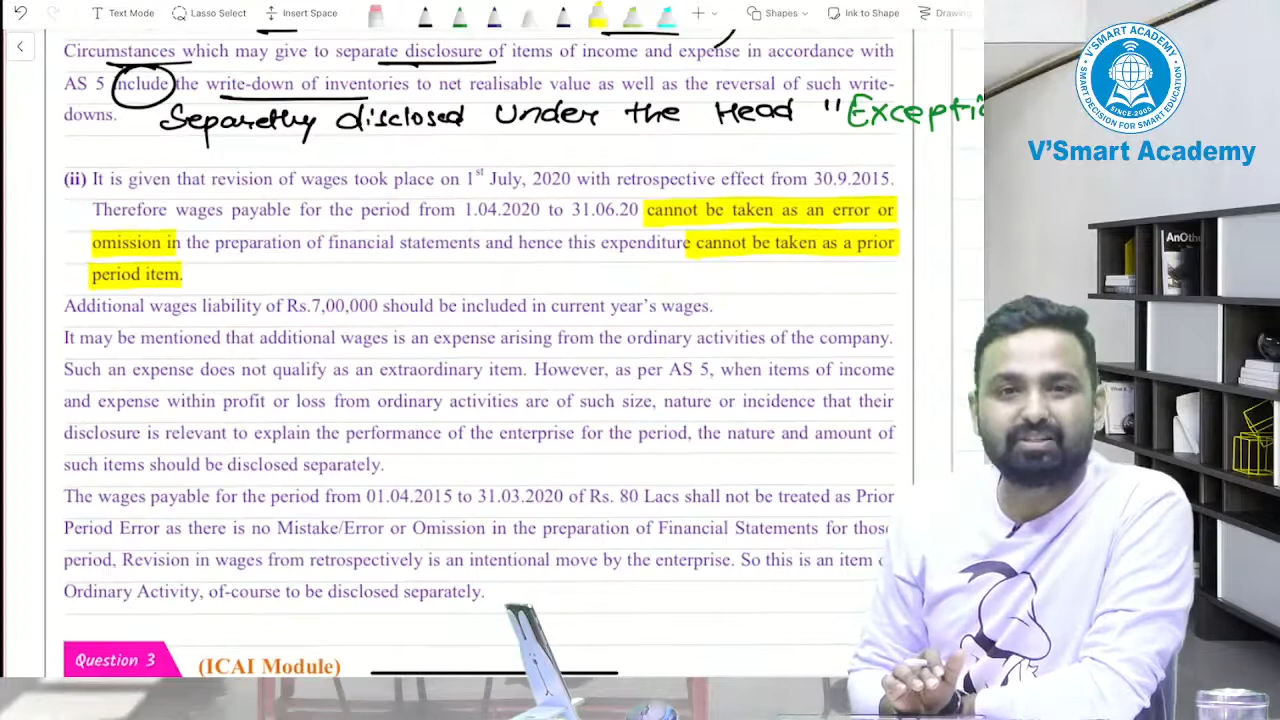 Text Mode Lasso Select Insert Space Shapes Ink to Shape Drawing
Circumstances which may give to separate disclosure of items of income and expense in accordance with
AS 5 include the write-down of inventories to net realisable value as well as the reversal of such write-
downs.
Separetly disclosed Under the Head "Excepti
(ii) It is given that revision of wages took place on 1st July, 2020 with retrospective effect from 30.9.2015.
Therefore wages payable for the period from 1.04.2020 to 31.06.20 cannot be taken as an error or
omission in the preparation of financial statements and hence this expenditure cannot be taken as a prior
period item.
Additional wages liability of Rs.7,00,000 should be included in current year's wages.
It may be mentioned that additional wages is an expense arising from the ordinary activities of the company.
Such an expense does not qualify as an extraordinary item. However, as per AS 5, when items of income
and expense within profit or loss from ordinary activities are of such size, nature or incidence that their
disclosure is relevant to explain the performance of the enterprise for the period, the nature and amount of
such items should be disclosed separately.
The wages payable for the period from 01.04.2015 to 31.03.2020 of Rs. 80 Lacs shall not be treated as Prior
Period Error as there is no Mistake/Error or Omission in the preparation of Financial Statements for those
period, Revision in wages from retrospectively is an intentional move by the enterprise. So this is an item
Ordinary Activity, of-course to be disclosed separately.
Question 3 (ICAI Module)
V'SMART ACADEMY
SMART DECISION FOR SMART EDUCATION
SINCE-2005
V'Smart Academy
AnOthe